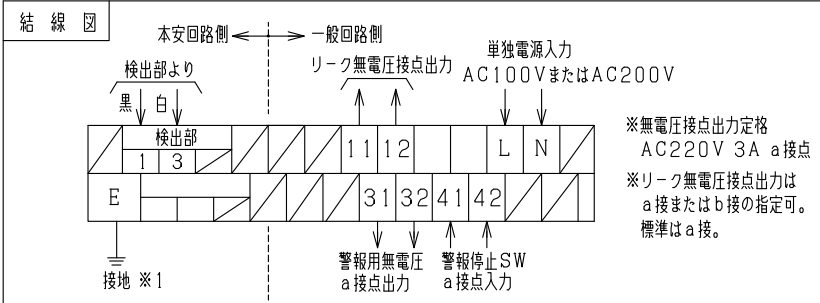 結線図
本安回路側 一般回路側
検出部より
黒 白
リーク無電圧接点出力
単独電源入力
AC100VまたはAC200V
検出部
1 3
11 12 L N
E
31 32 41 42
接地 ※1
警報用無電圧
a接点出力
警報停止SW
a接点入力
※無電圧接点出力定格
AC220V 3A a接点
※リーク無電圧接点出力は
a接またはb接の指定可。
標準はa接。